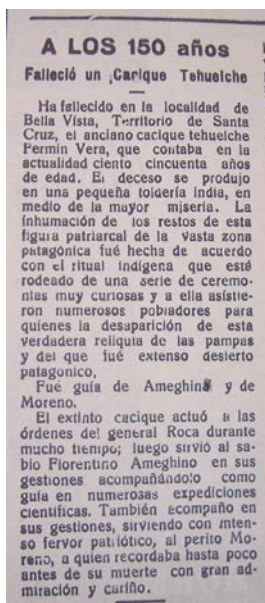 A LOS 150 años
Falleció un Carique Tehuelche
Ha fallecido en la localidad de
Bella Vista, Territorio de Santa
Cruz, el anciano cacique tehuelche
Fermín Vera, que contaba en la
actualidad ciento cincuenta años
de edad. El deceso se produjo
en una pequeña toldería india, en
medio de la mayor miseria. La
inhumación de los restos de esta
figura patriarcal de la vasta zona
patagónica fué hecha de acuerdo
con el ritual indígena que esté
rodeado de una serie de ceremo-
nias muy curiosas y a ella asistie-
ron numerosos pobladores para
quienes la desaparición de esta
verdadera reliquia de las pampas
y del que fué extenso desierto
patagonico,
Fué guía de Ameghins y de
Moreno.
El extinto cacique actuó a las
órdenes del general Roca durante
mucho tiempo; luego sirvió al sa-
bio Florentino Ameghino en sus
gestiones acompañándolo como
guía en numerosas expediciones
científicas. También acompaño en
sus gestiones, sirviendo con inten-
so fervor patriótico, al perito Mo-
reno, a quien recordaba hasta poco
antes de su muerte con gran ad-
miración y cariño.